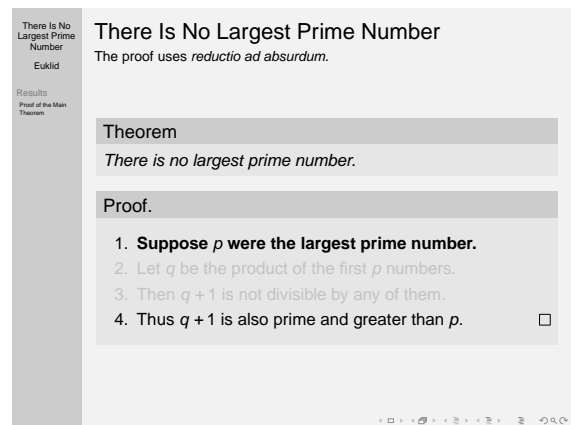 There Is No
Largest Prime
Number
Euklid
Results
Proof of the Main
Theorem
There Is No Largest Prime Number
The proof uses reductio ad absurdum.
Theorem
There is no largest prime number.
Proof.
1. Suppose p were the largest prime number.
2. Let q be the product of the first p numbers.
3. Then q + 1 is not divisible by any of them.
4. Thus q + 1 is also prime and greater than p. □